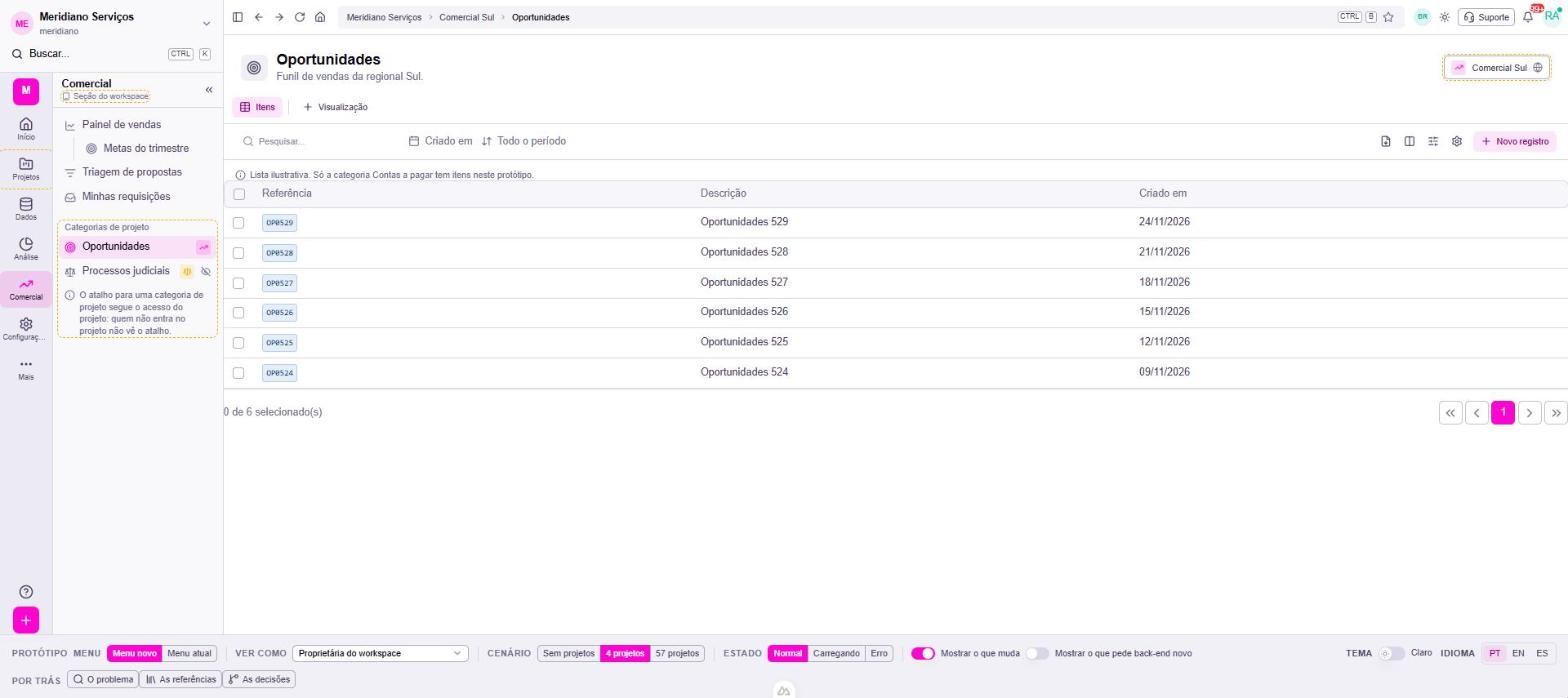 ME
Meridiano Serviços
meridiano
Buscar...
CTRL K
Meridiano Serviços > Comercial Sul > Oportunidades
CTRL B
BR
Suporte
99+
RA
M
Início
Projetos
Dados
Análise
Comercial
Configuraç...
Mais
Comercial
Seção do workspace
Painel de vendas
Metas do trimestre
Triagem de propostas
Minhas requisições
Categorias de projeto
Oportunidades
Processos judiciais
O atalho para uma categoria de
projeto segue o acesso do
projeto: quem não entra no
projeto não vê o atalho.
Oportunidades
Funil de vendas da regional Sul.
Comercial Sul
Itens
Visualização
Pesquisar...
Criado em
Todo o período
Novo registro
Lista ilustrativa. Só a categoria Contas a pagar tem itens neste protótipo.
Referência Descrição Criado em
OP0529 Oportunidades 529 24/11/2026
OP0528 Oportunidades 528 21/11/2026
OP0527 Oportunidades 527 18/11/2026
OP0526 Oportunidades 526 15/11/2026
OP0525 Oportunidades 525 12/11/2026
OP0524 Oportunidades 524 09/11/2026
0 de 6 selecionado(s)
1
PROTÓTIPO MENU Menu novo Menu atual VER COMO Proprietária do workspace CENÁRIO Sem projetos 4 projetos 57 projetos ESTADO Normal Carregando Erro Mostrar o que muda Mostrar o que pede back-end novo TEMA Claro IDIOMA PT EN ES
POR TRÁS O problema As referências As decisões